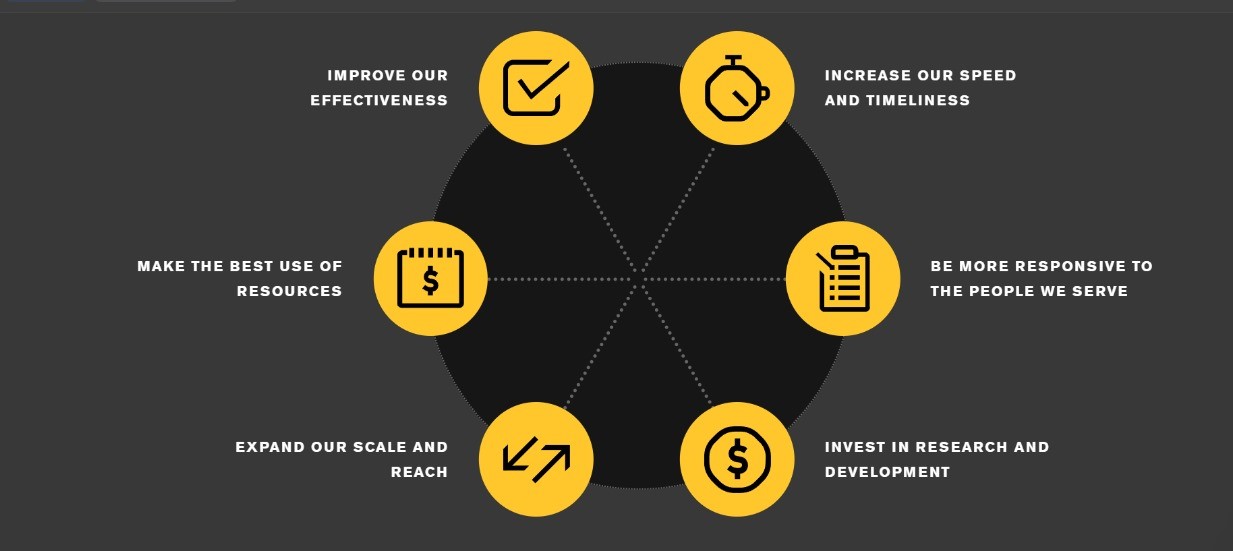 IMPROVE OUR
EFFECTIVENESS
INCREASE OUR SPEED
AND TIMELINESS
MAKE THE BEST USE OF
RESOURCES
$
BE MORE RESPONSIVE TO
THE PEOPLE WE SERVE
EXPAND OUR SCALE AND
REACH
$
INVEST IN RESEARCH AND
DEVELOPMENT